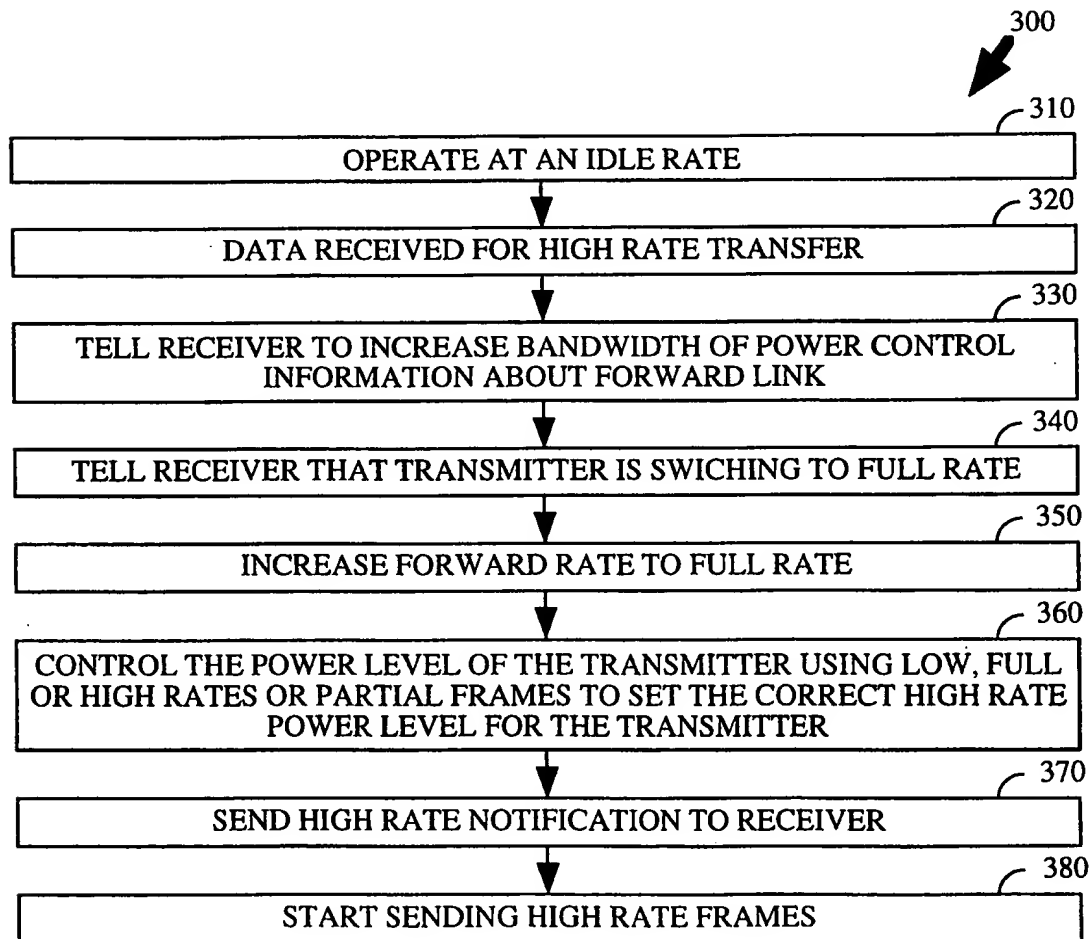 300
310
OPERATE AT AN IDLE RATE
320
DATA RECEIVED FOR HIGH RATE TRANSFER
330
TELL RECEIVER TO INCREASE BANDWIDTH OF POWER CONTROL
INFORMATION ABOUT FORWARD LINK
340
TELL RECEIVER THAT TRANSMITTER IS SWICHING TO FULL RATE
350
INCREASE FORWARD RATE TO FULL RATE
360
CONTROL THE POWER LEVEL OF THE TRANSMITTER USING LOW, FULL
OR HIGH RATES OR PARTIAL FRAMES TO SET THE CORRECT HIGH RATE
POWER LEVEL FOR THE TRANSMITTER
370
SEND HIGH RATE NOTIFICATION TO RECEIVER
380
START SENDING HIGH RATE FRAMES